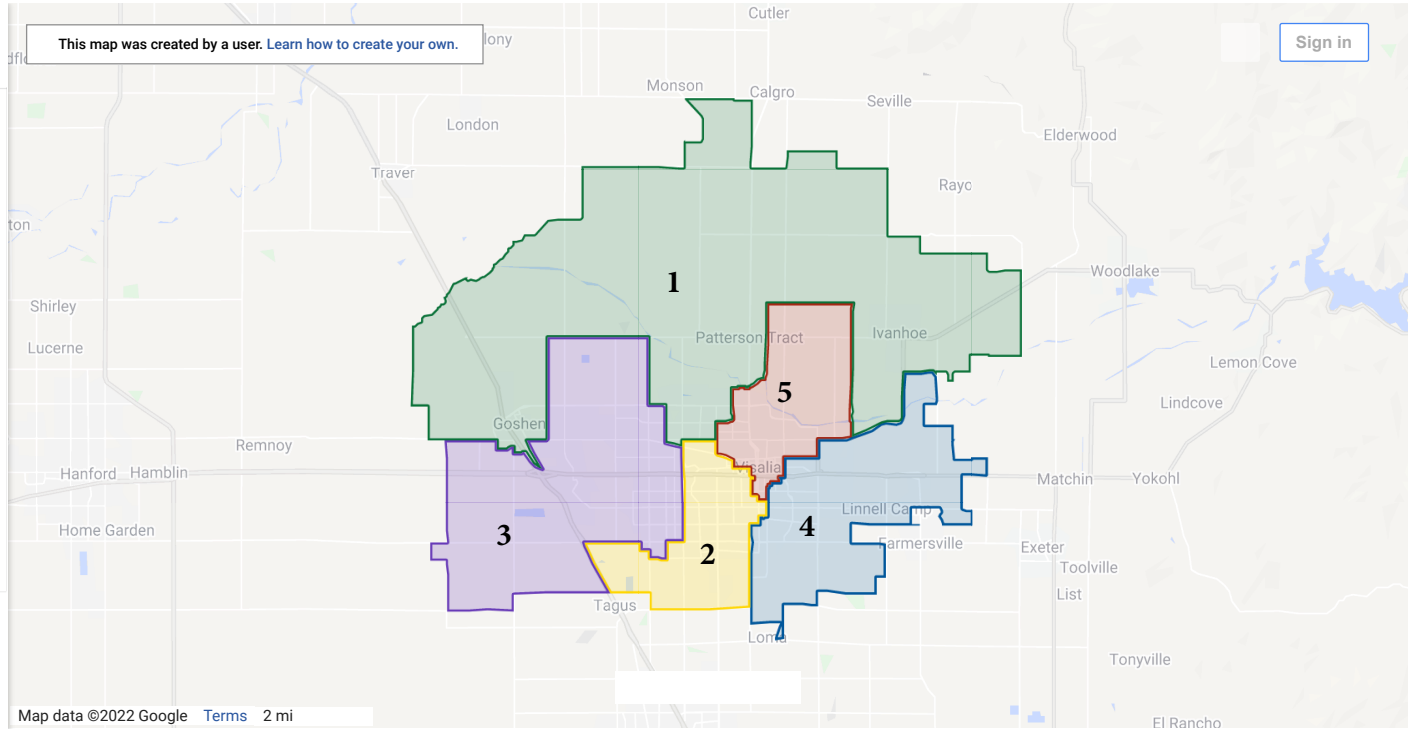 Cutler
This map was created by a user. Learn how to create your own.
lony
Sign in
Monson
Calgro
Seville
London
Elderwood
Traver
Rayo
ton
1
Woodlake
Shirley
Patterson Tract
Ivanhoe
Lucerne
Lemon Cove
5
Lindcove
Goshen
Remnoy
Hanford
Hamblin
Visalia
Matchin
Yokohl
Linnell Camp
Home Garden
3
4
2
Farmersville
Exeter
Toolville
List
Tagus
Loma
Tonyville
Map data ©2022 Google
Terms
2 mi
El Rancho